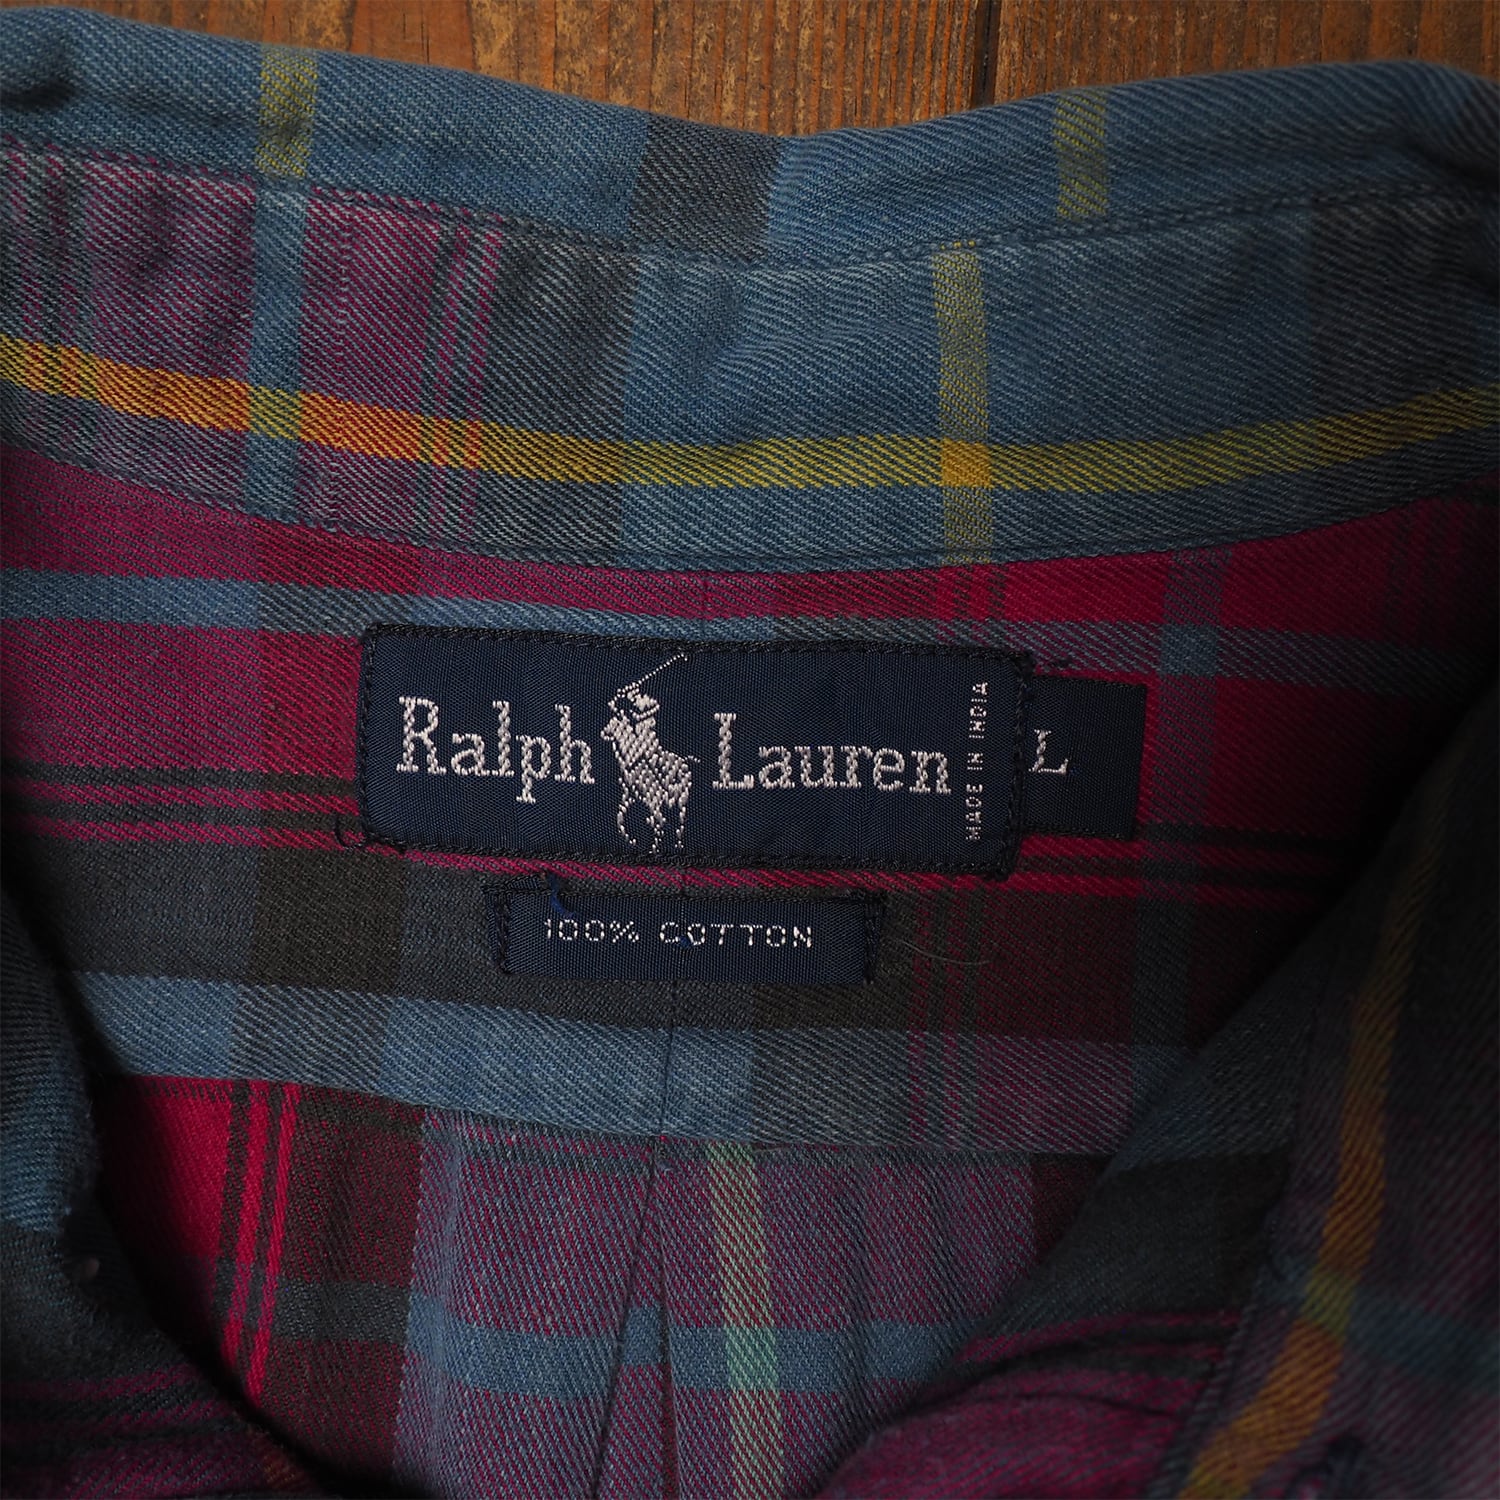 Ralph Lauren
MADE IN INDIA
L
100% COTTON